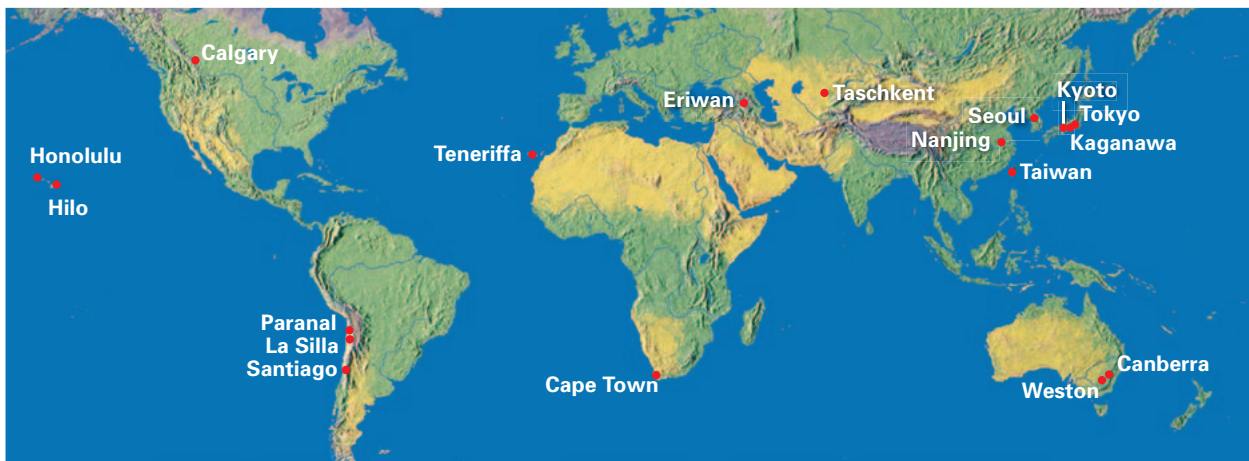 Calgary
Kyoto
Eriwan
Taschkent
Seoul
Tokyo
Nanjing
Kaganawa
Honolulu
Teneriffa
Taiwan
Hilo
Paranal
La Silla
Santiago
Cape Town
Canberra
Weston